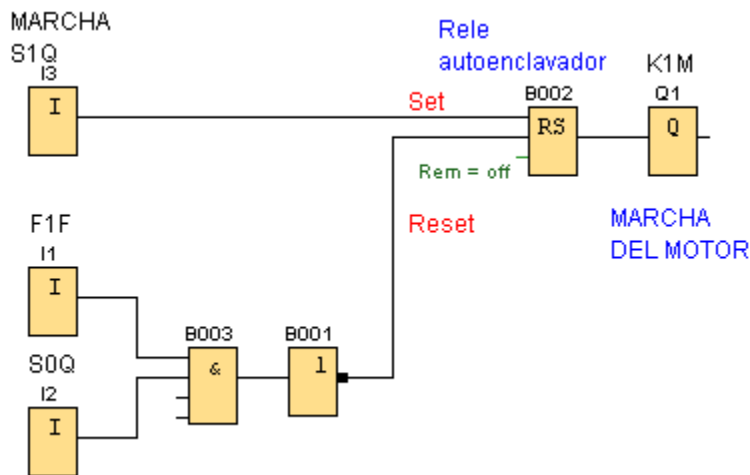 MARCHA
S1Q
I3
I
Set
Rele
autoenclavador
B002
RS
Rem = off
K1M
Q1
Q
Reset
MARCHA
DEL MOTOR
F1F
I1
I
B003
&
B001
1
S0Q
I2
I